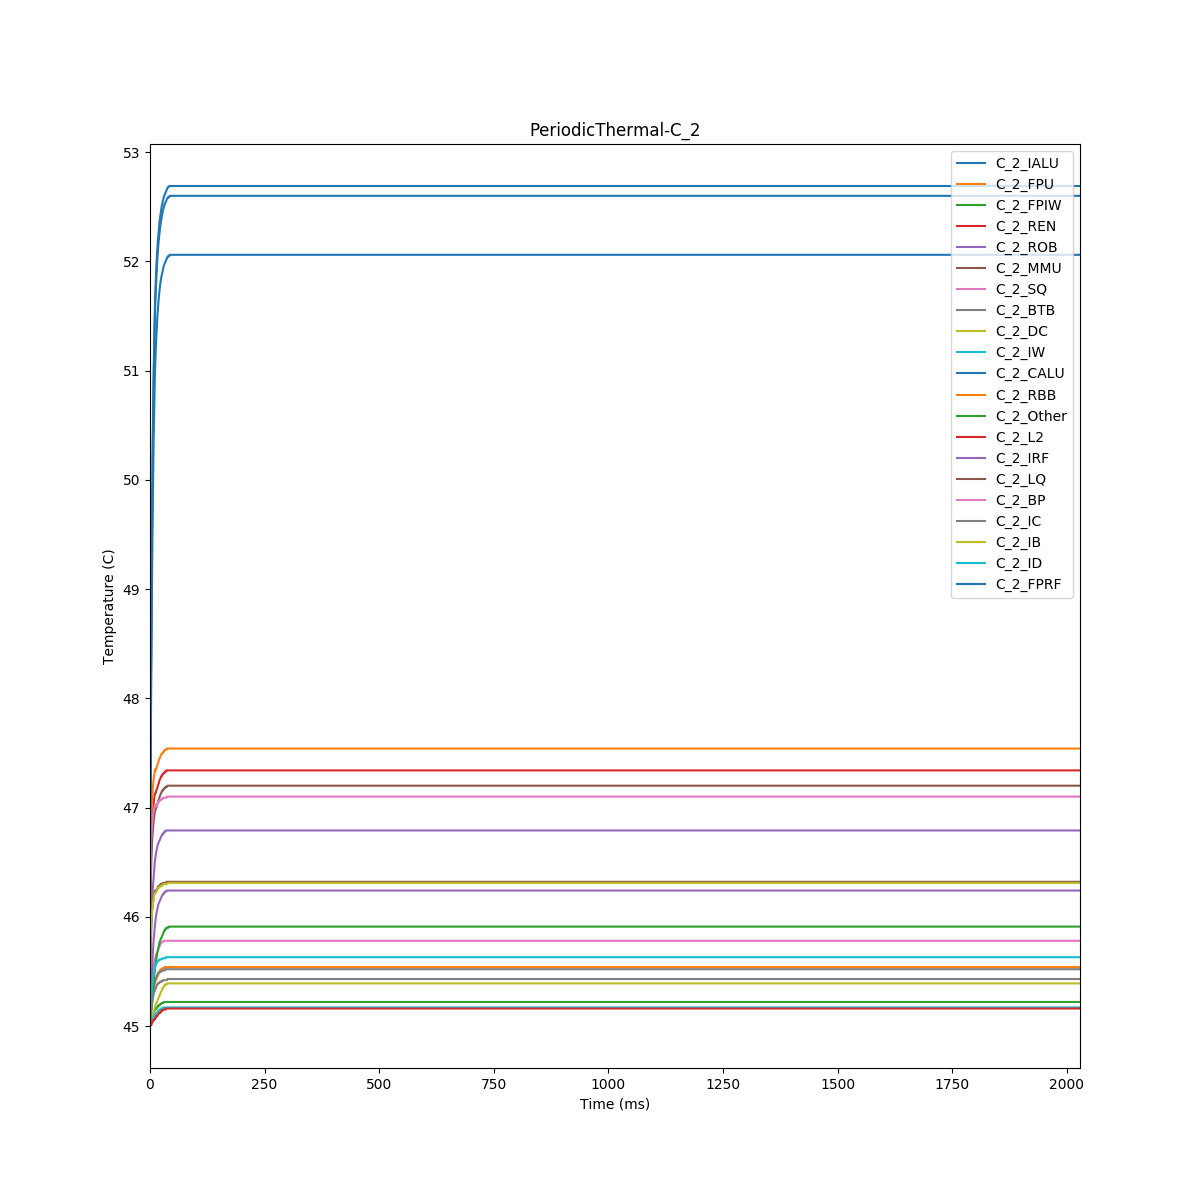 PeriodicThermal-C_2
53
52
51
50
49
48
47
46
45
Temperature (C)
C_2_IALU
C_2_FPU
C_2_FPIW
C_2_REN
C_2_ROB
C_2_MMU
C_2_SQ
C_2_BTB
C_2_DC
C_2_IW
C_2_CALU
C_2_RBB
C_2_Other
C_2_L2
C_2_IRF
C_2_LQ
C_2_BP
C_2_IC
C_2_IB
C_2_ID
C_2_FPRF
0 250 500 750 1000 1250 1500 1750 2000
Time (ms)